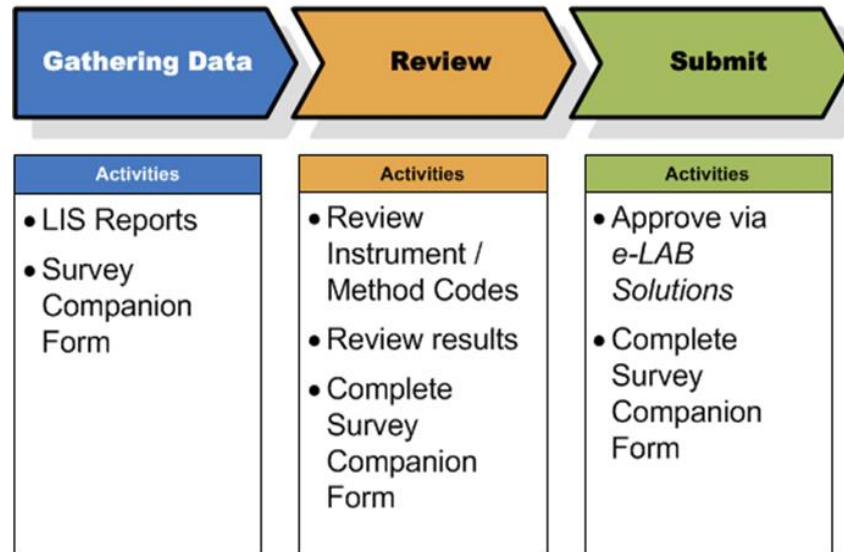 Gathering Data
Review
Submit
Activities
• LIS Reports
• Survey
Companion
Form
Activities
• Review
Instrument /
Method Codes
• Review results
• Complete
Survey
Companion
Form
Activities
• Approve via
e-LAB
Solutions
• Complete
Survey
Companion
Form